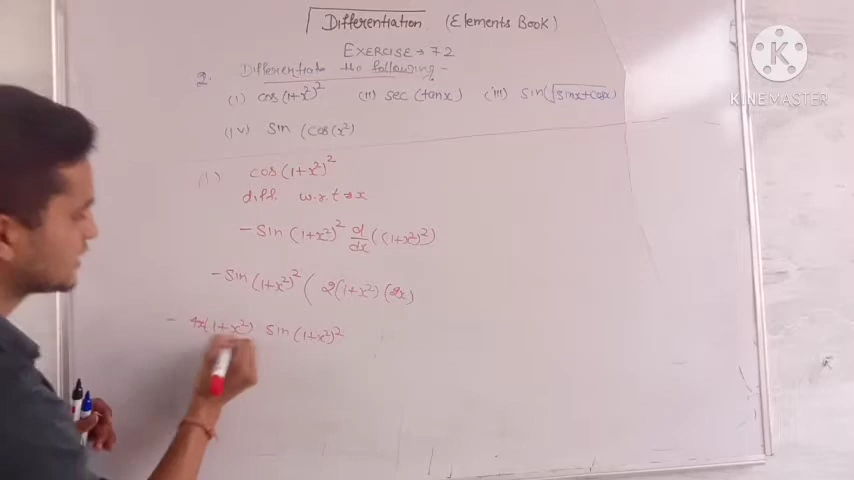 Differentiation (Elements Book)
EXERCISE → 7.2
2. Differentiate the following -
(i) cos(1+x²)² (ii) sec (tanx) (iii) sin(√sinx+cosx)
(iv) sin (cos(x²)
(i) cos(1+x²)²
diff. w.r.t → x
- sin (1+x²)² d/dx ((1+x²)²)
- sin (1+x²)² ( 2(1+x²) (2x)
- 4x(1+x²) sin (1+x²)²
K
KINEMASTER